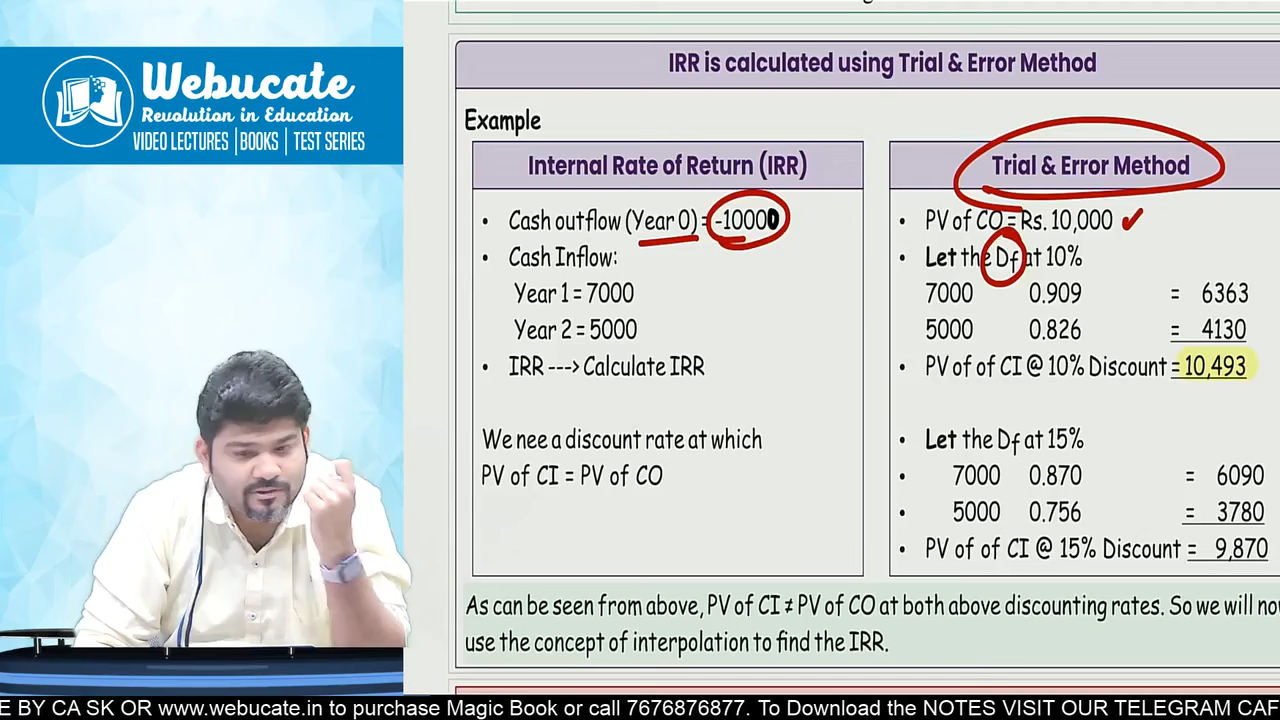 Webucate
Revolution in Education
VIDEO LECTURES | BOOKS | TEST SERIES
IRR is calculated using Trial & Error Method
Example
Internal Rate of Return (IRR)
• Cash outflow (Year 0) = -10000
• Cash Inflow:
Year 1 = 7000
Year 2 = 5000
• IRR ---> Calculate IRR
We nee a discount rate at which
PV of CI = PV of CO
Trial & Error Method
• PV of CO = Rs. 10,000
• Let the Df at 10%
7000 0.909 = 6363
5000 0.826 = 4130
• PV of of CI @ 10% Discount = 10,493
• Let the Df at 15%
• 7000 0.870 = 6090
• 5000 0.756 = 3780
• PV of of CI @ 15% Discount = 9,870
As can be seen from above, PV of CI ≠ PV of CO at both above discounting rates. So we will now
use the concept of interpolation to find the IRR.
E BY CA SK OR www.webucate.in to purchase Magic Book or call 7676876877. To Download the NOTES VISIT OUR TELEGRAM CAF